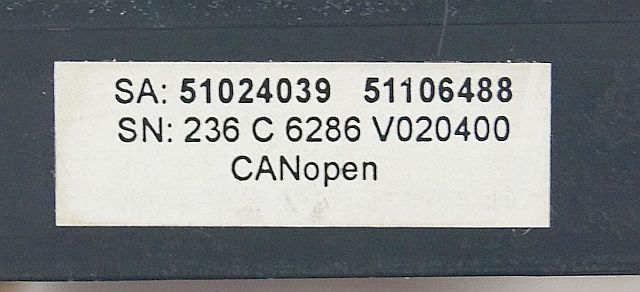 SA: 51024039 51106488
SN: 236 C 6286 V020400
CANopen